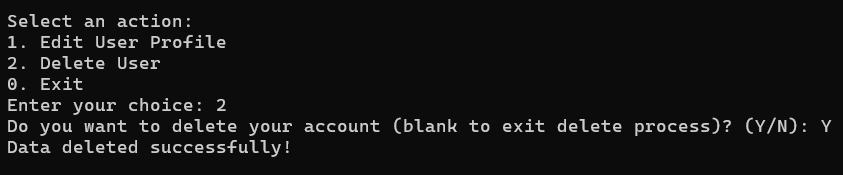 Select an action:
1. Edit User Profile
2. Delete User
0. Exit
Enter your choice: 2
Do you want to delete your account (blank to exit delete process)? (Y/N): Y
Data deleted successfully!